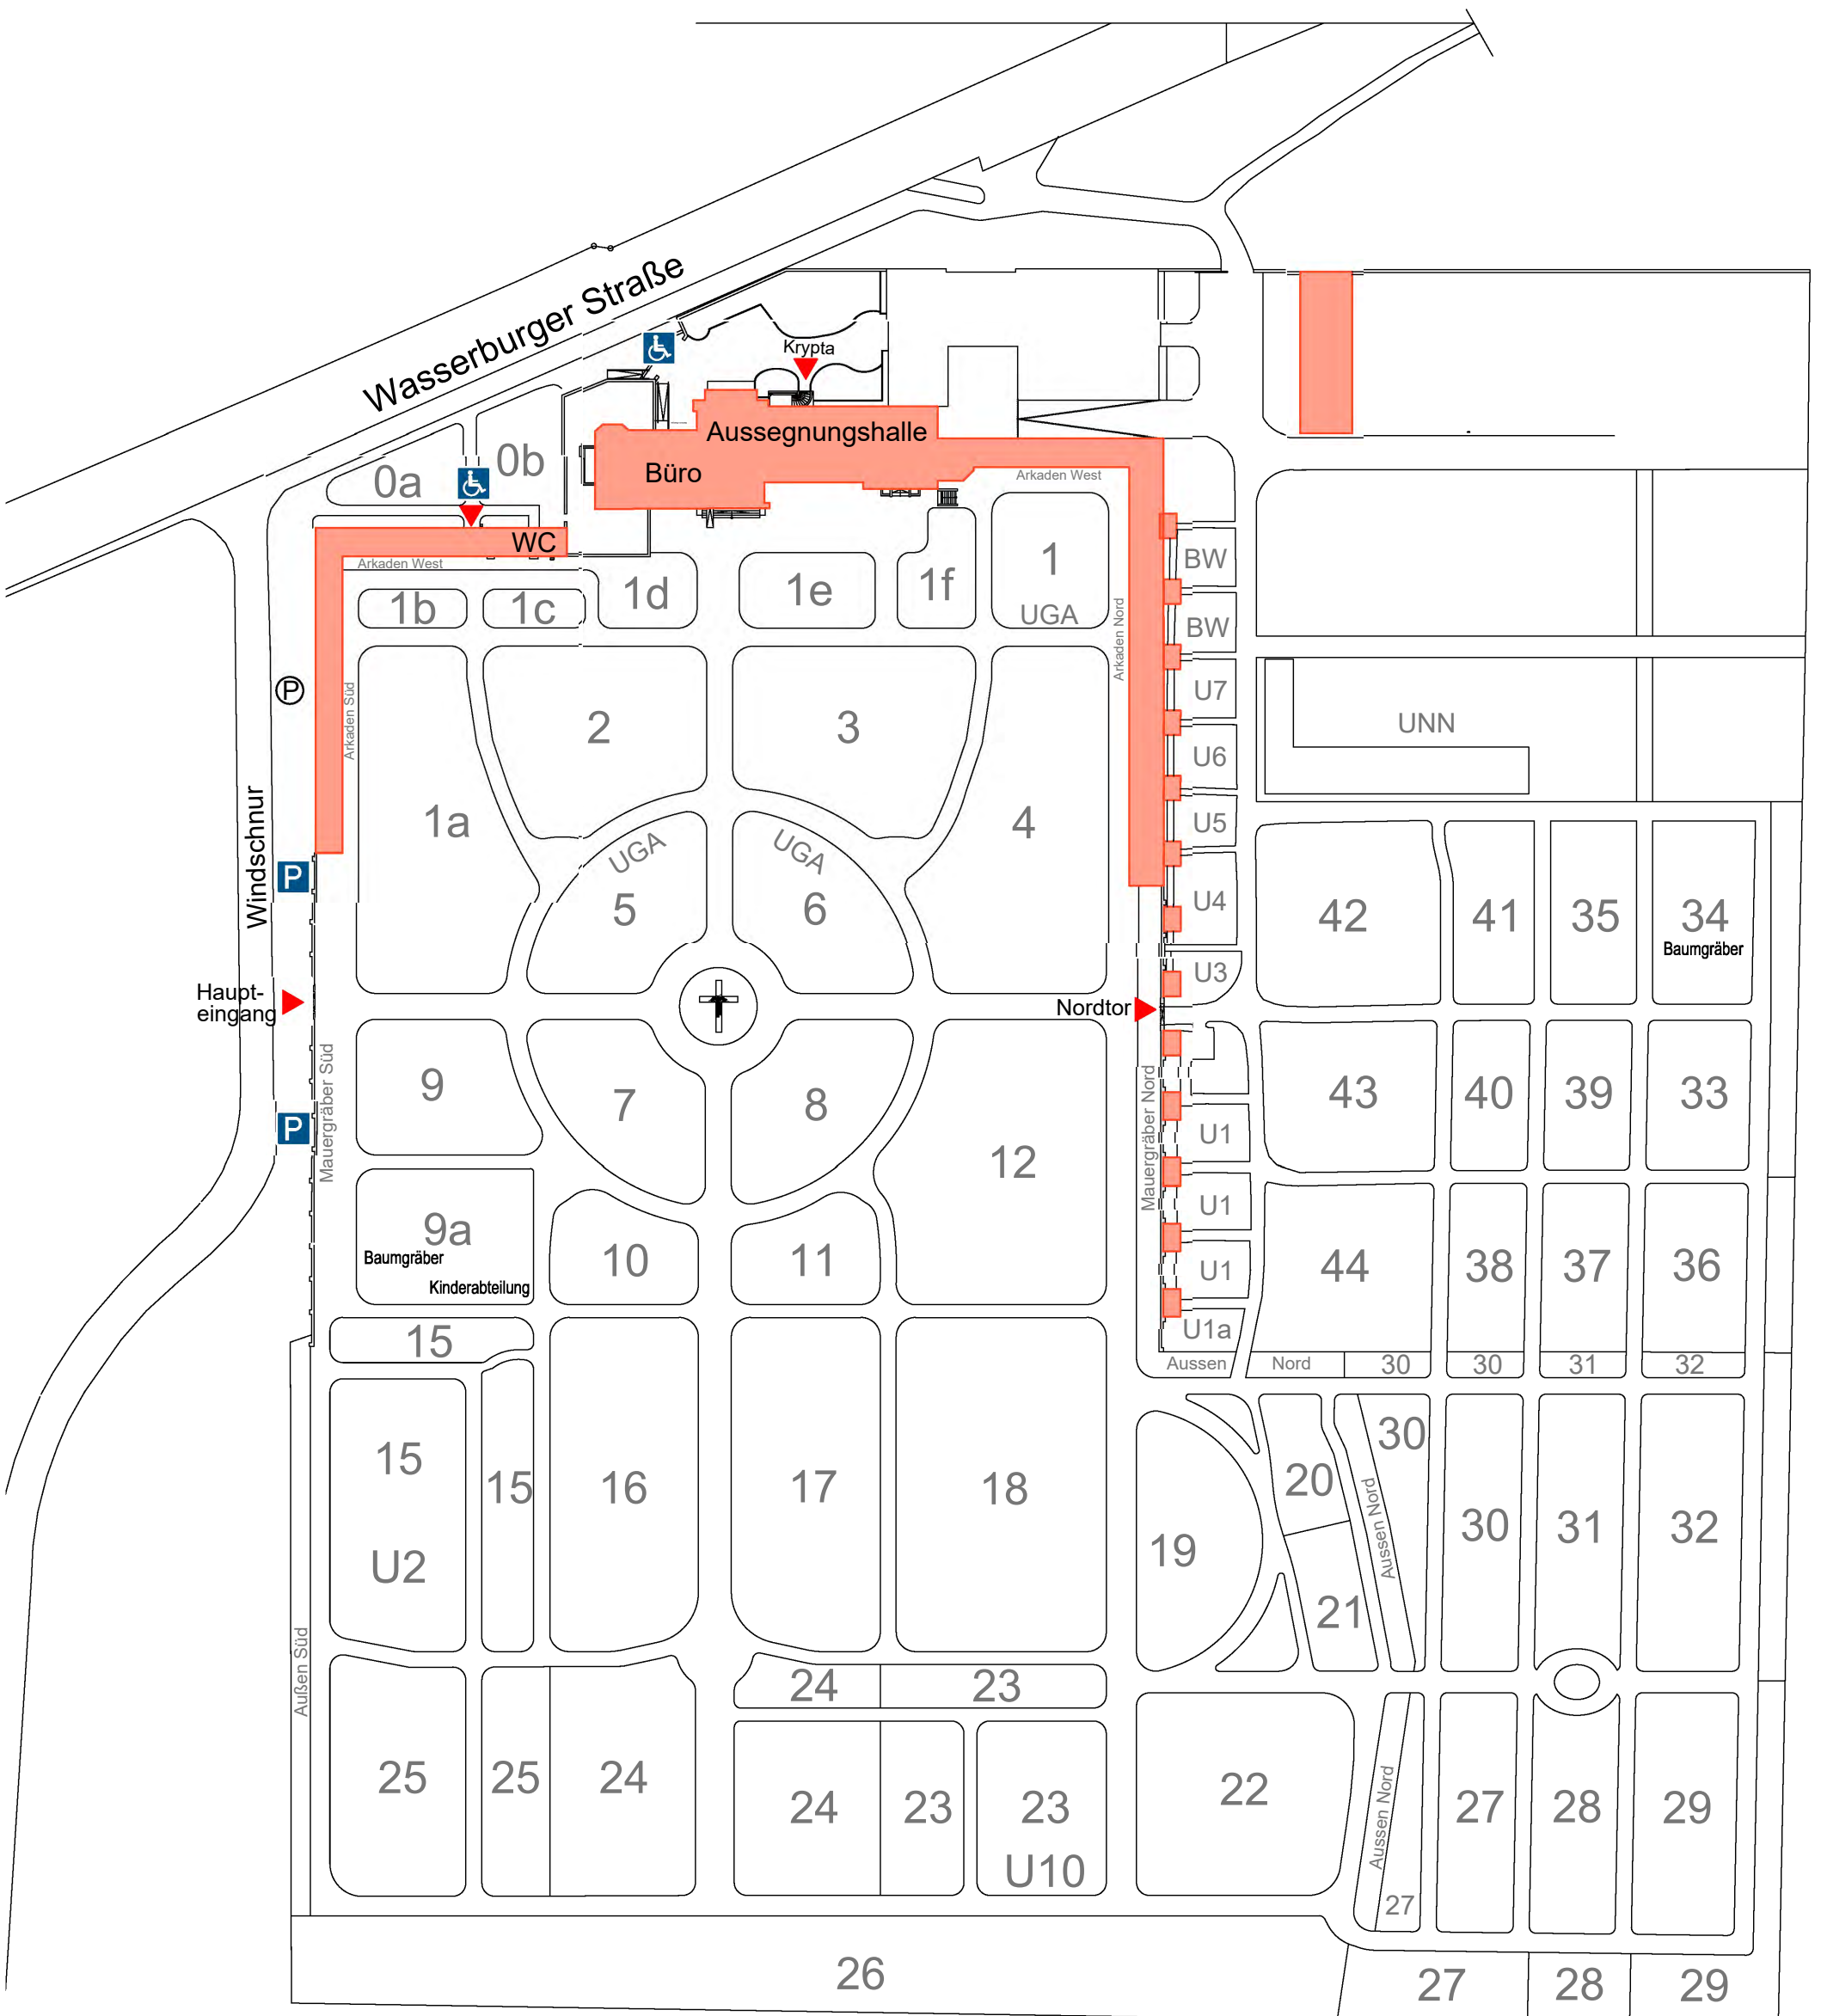 Wasserburger Straße
Krypta
Aussegnungshalle
Büro
0a
0b
WC
Arkaden West
Arkaden West
1b
1c
1d
1e
1f
1
UGA
BW
BW
Arkaden Nord
Arkaden Süd
P
2
3
U7
U6
UNN
1a
4
U5
Windschnur
P
UGA
UGA
5
6
U4
42
41
35
34
Baumgräber
U3
Haupt-
eingang
Nordtor
Mauergräber Süd
9
7
8
12
Mauergräber Nord
43
40
39
33
P
U1
U1
9a
Baumgräber
Kinderabteilung
10
11
U1
44
38
37
36
15
U1a
Aussen
Nord
30
30
31
32
15
U2
15
16
17
18
19
20
21
30
Aussen Nord
30
31
32
Außen Süd
24
23
25
25
24
24
23
23
U10
22
Aussen Nord
27
27
28
29
26
27
28
29